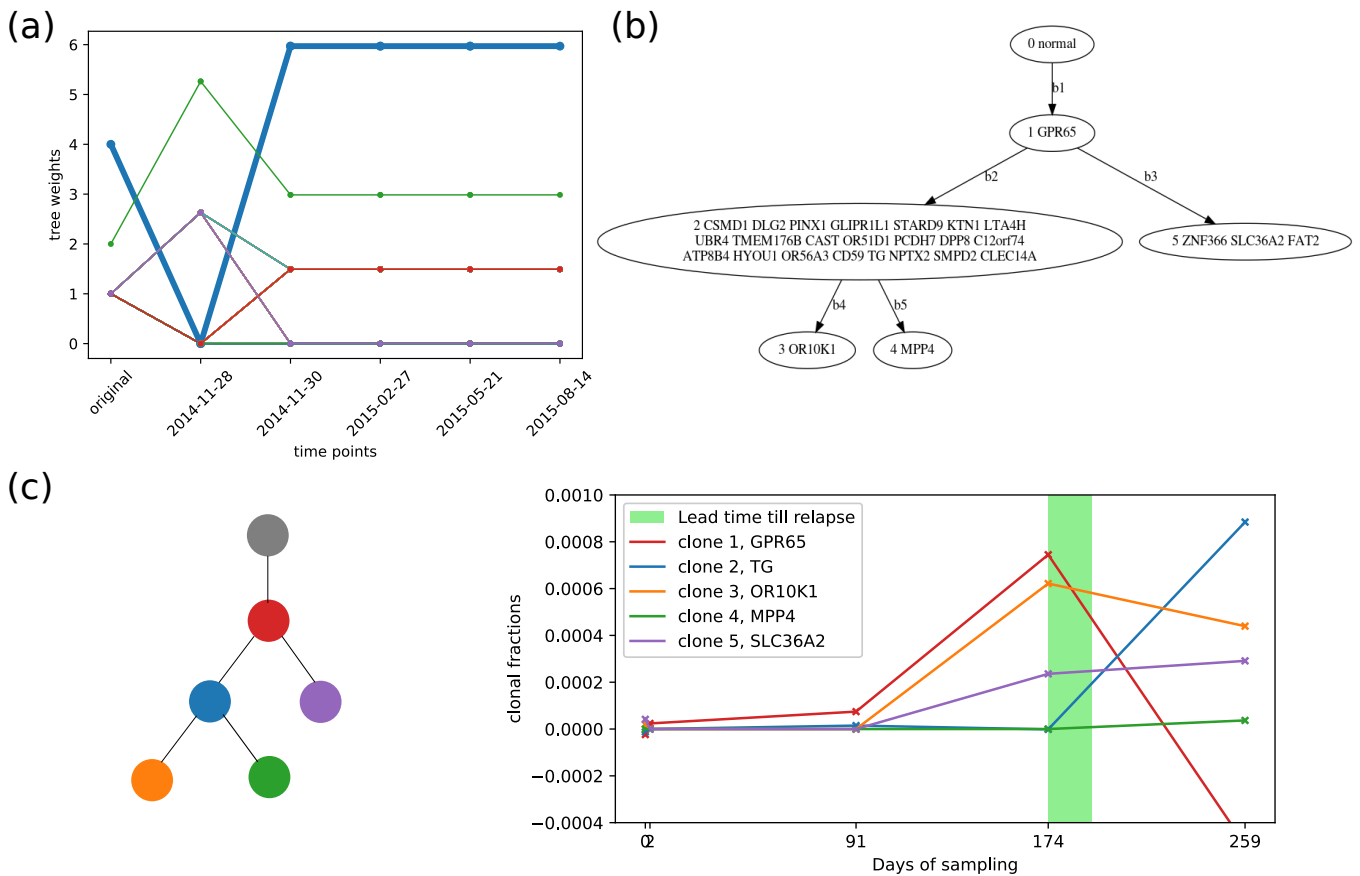 (a)
6
5
4
3
2
1
0
tree weights
original
2014-11-28
2014-11-30
2015-02-27
2015-05-21
2015-08-14
time points
(b)
0 normal
b1
1 GPR65
b2
b3
2 CSMD1 DLG2 PINX1 GLIPR1L1 STARD9 KTN1 LTA4H
UBR4 TMEM176B CAST OR51D1 PCDH7 DPP8 C12orf74
ATP8B4 HYOU1 OR56A3 CD59 TG NPTX2 SMPD2 CLEC14A
5 ZNF366 SLC36A2 FAT2
b4
b5
3 OR10K1
4 MPP4
(c)
0.0010
0.0008
0.0006
0.0004
0.0002
0.0000
−0.0002
−0.0004
clonal fractions
Lead time till relapse
clone 1, GPR65
clone 2, TG
clone 3, OR10K1
clone 4, MPP4
clone 5, SLC36A2
0
2
91
174
259
Days of sampling